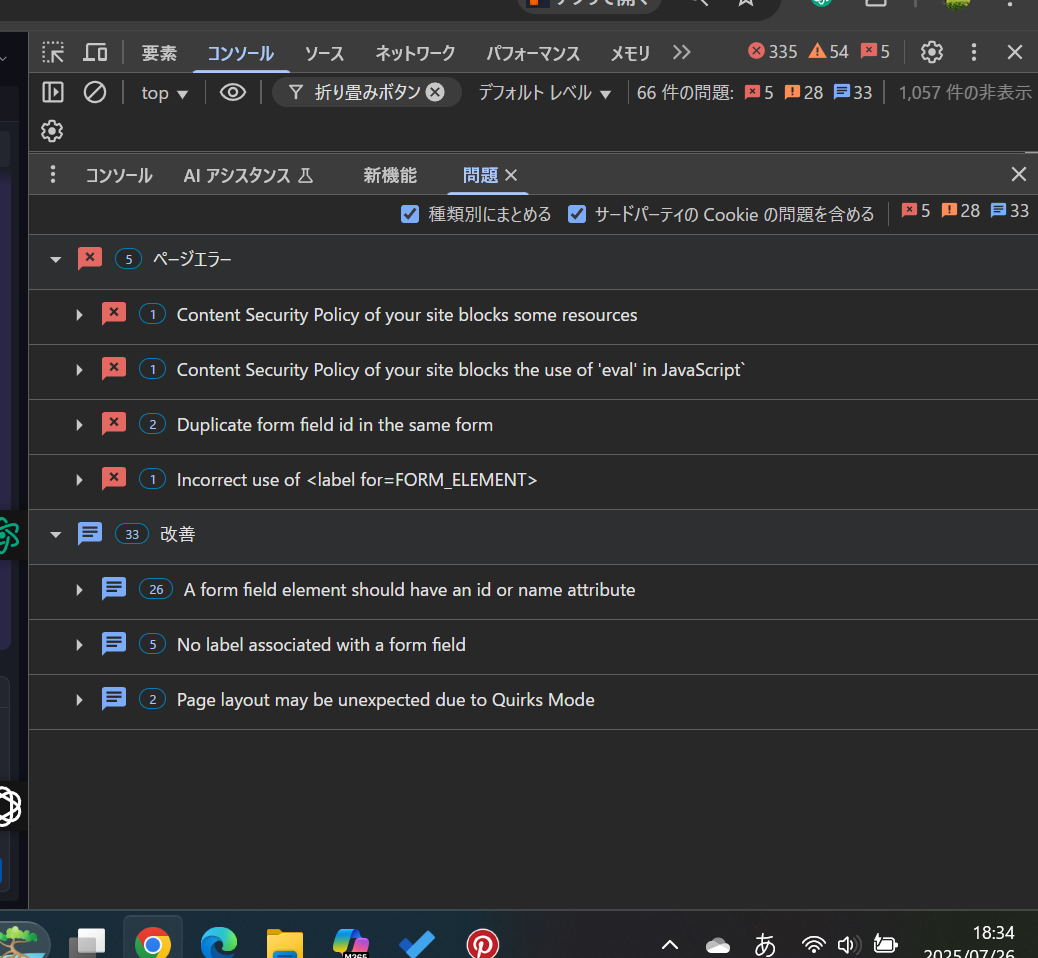 要素 コンソール ソース ネットワーク パフォーマンス メモリ 335 54 5
top 折り畳みボタン デフォルト レベル 66 件の問題: 5 28 33 1,057 件の非表示
コンソール AI アシスタンス 新機能 問題
種類別にまとめる サードパーティの Cookie の問題を含める 5 28 33
5 ページエラー
1 Content Security Policy of your site blocks some resources
1 Content Security Policy of your site blocks the use of 'eval' in JavaScript`
2 Duplicate form field id in the same form
1 Incorrect use of <label for=FORM_ELEMENT>
33 改善
26 A form field element should have an id or name attribute
5 No label associated with a form field
2 Page layout may be unexpected due to Quirks Mode
M365
あ
18:34
2025/07/26